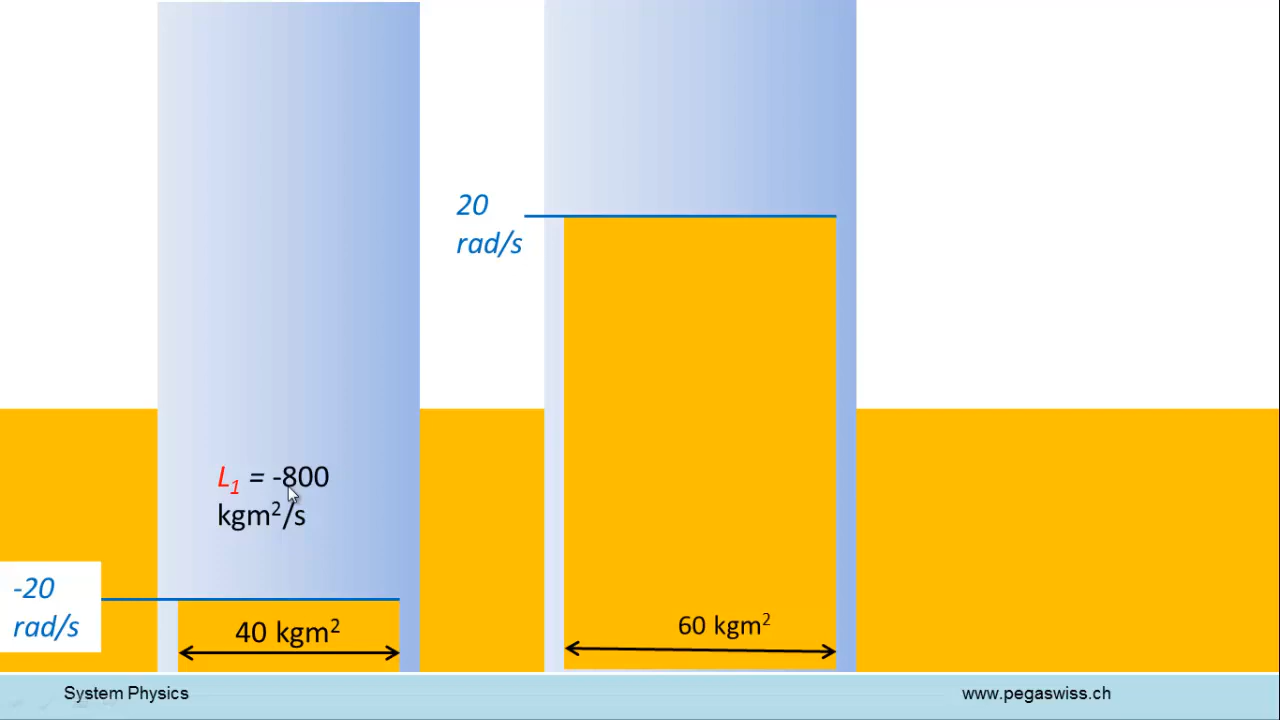 20
rad/s
L₁ = -800
kgm²/s
-20
rad/s
40 kgm²
60 kgm²
System Physics
www.pegaswiss.ch